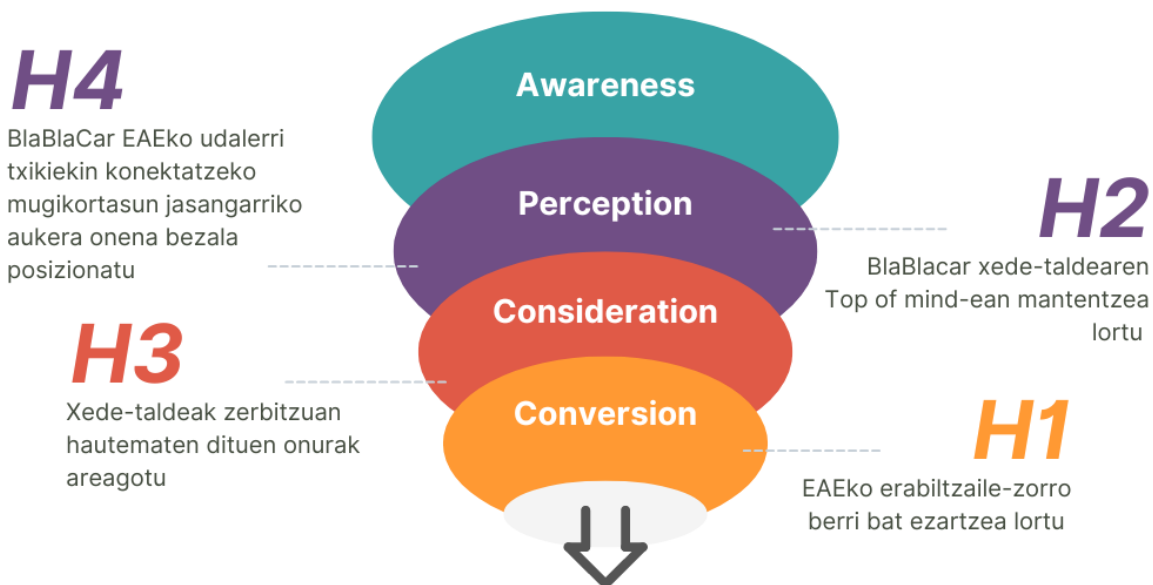 Awareness
H4
BlaBlaCar EAEko udalerri
txikiekin konektatzeko
mugikortasun jasangarriko
aukera onena bezala
posizionatu
Perception
H2
BlaBlacar xede-taldearen
Top of mind-ean mantentzea
lortu
Consideration
H3
Xede-taldeak zerbitzuan
hautematen dituen onurak
areagotu
Conversion
H1
EAEko erabiltzaile-zorro
berri bat ezartzea lortu